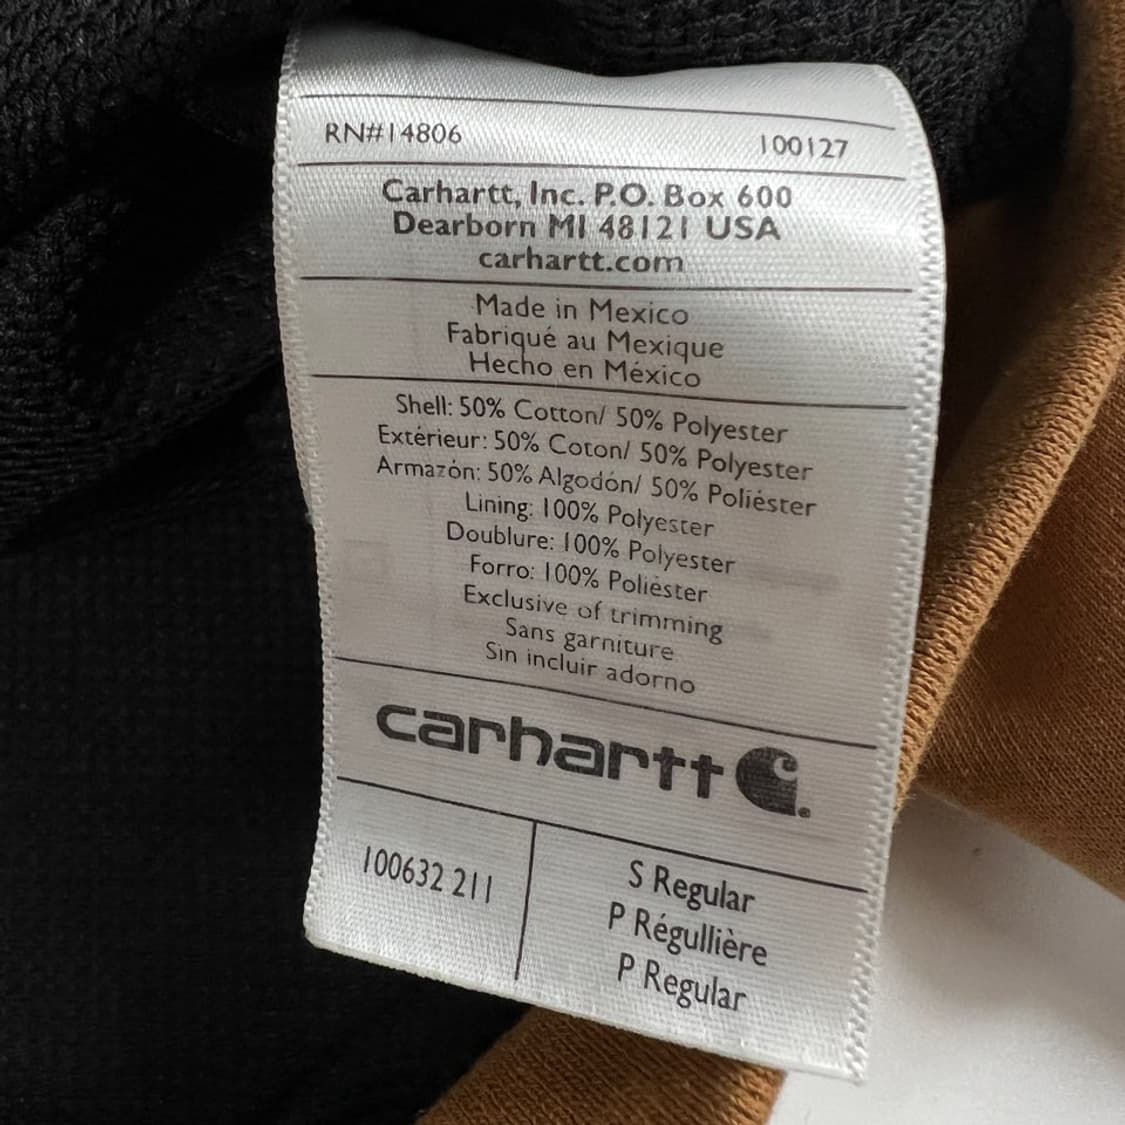 RN#14806 100127
Carhartt, Inc. P.O. Box 600
Dearborn MI 48121 USA
carhartt.com
Made in Mexico
Fabriqué au Mexique
Hecho en México
Shell: 50% Cotton/ 50% Polyester
Extérieur: 50% Coton/ 50% Polyester
Armazón: 50% Algodón/ 50% Poliéster
Lining: 100% Polyester
Doublure: 100% Polyester
Forro: 100% Poliéster
Exclusive of trimming
Sans garniture
Sin incluir adorno
carhartt
100632 211
S Regular
P Régullière
P Regular